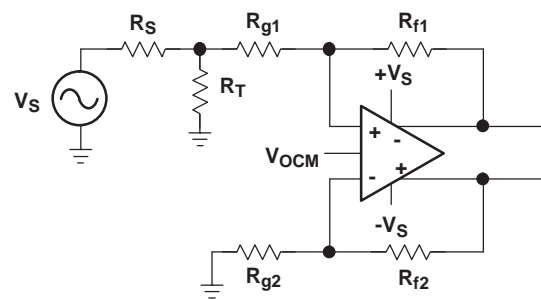 R_S
R_g1
R_f1
R_T
+V_S
V_S
+
-
V_OCM
-
+
-V_S
R_g2
R_f2